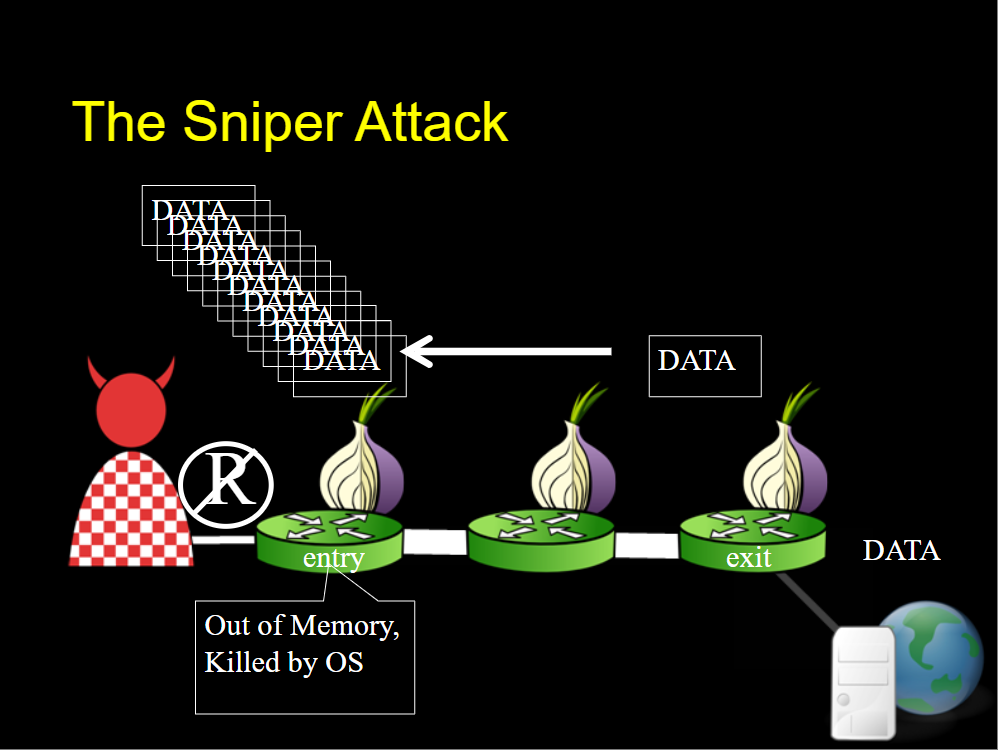 The Sniper Attack
DATA
DATA
DATA
DATA
DATA
DATA
DATA
DATA
DATA
DATA
DATA
DATA
R
entry
exit
DATA
Out of Memory,
Killed by OS